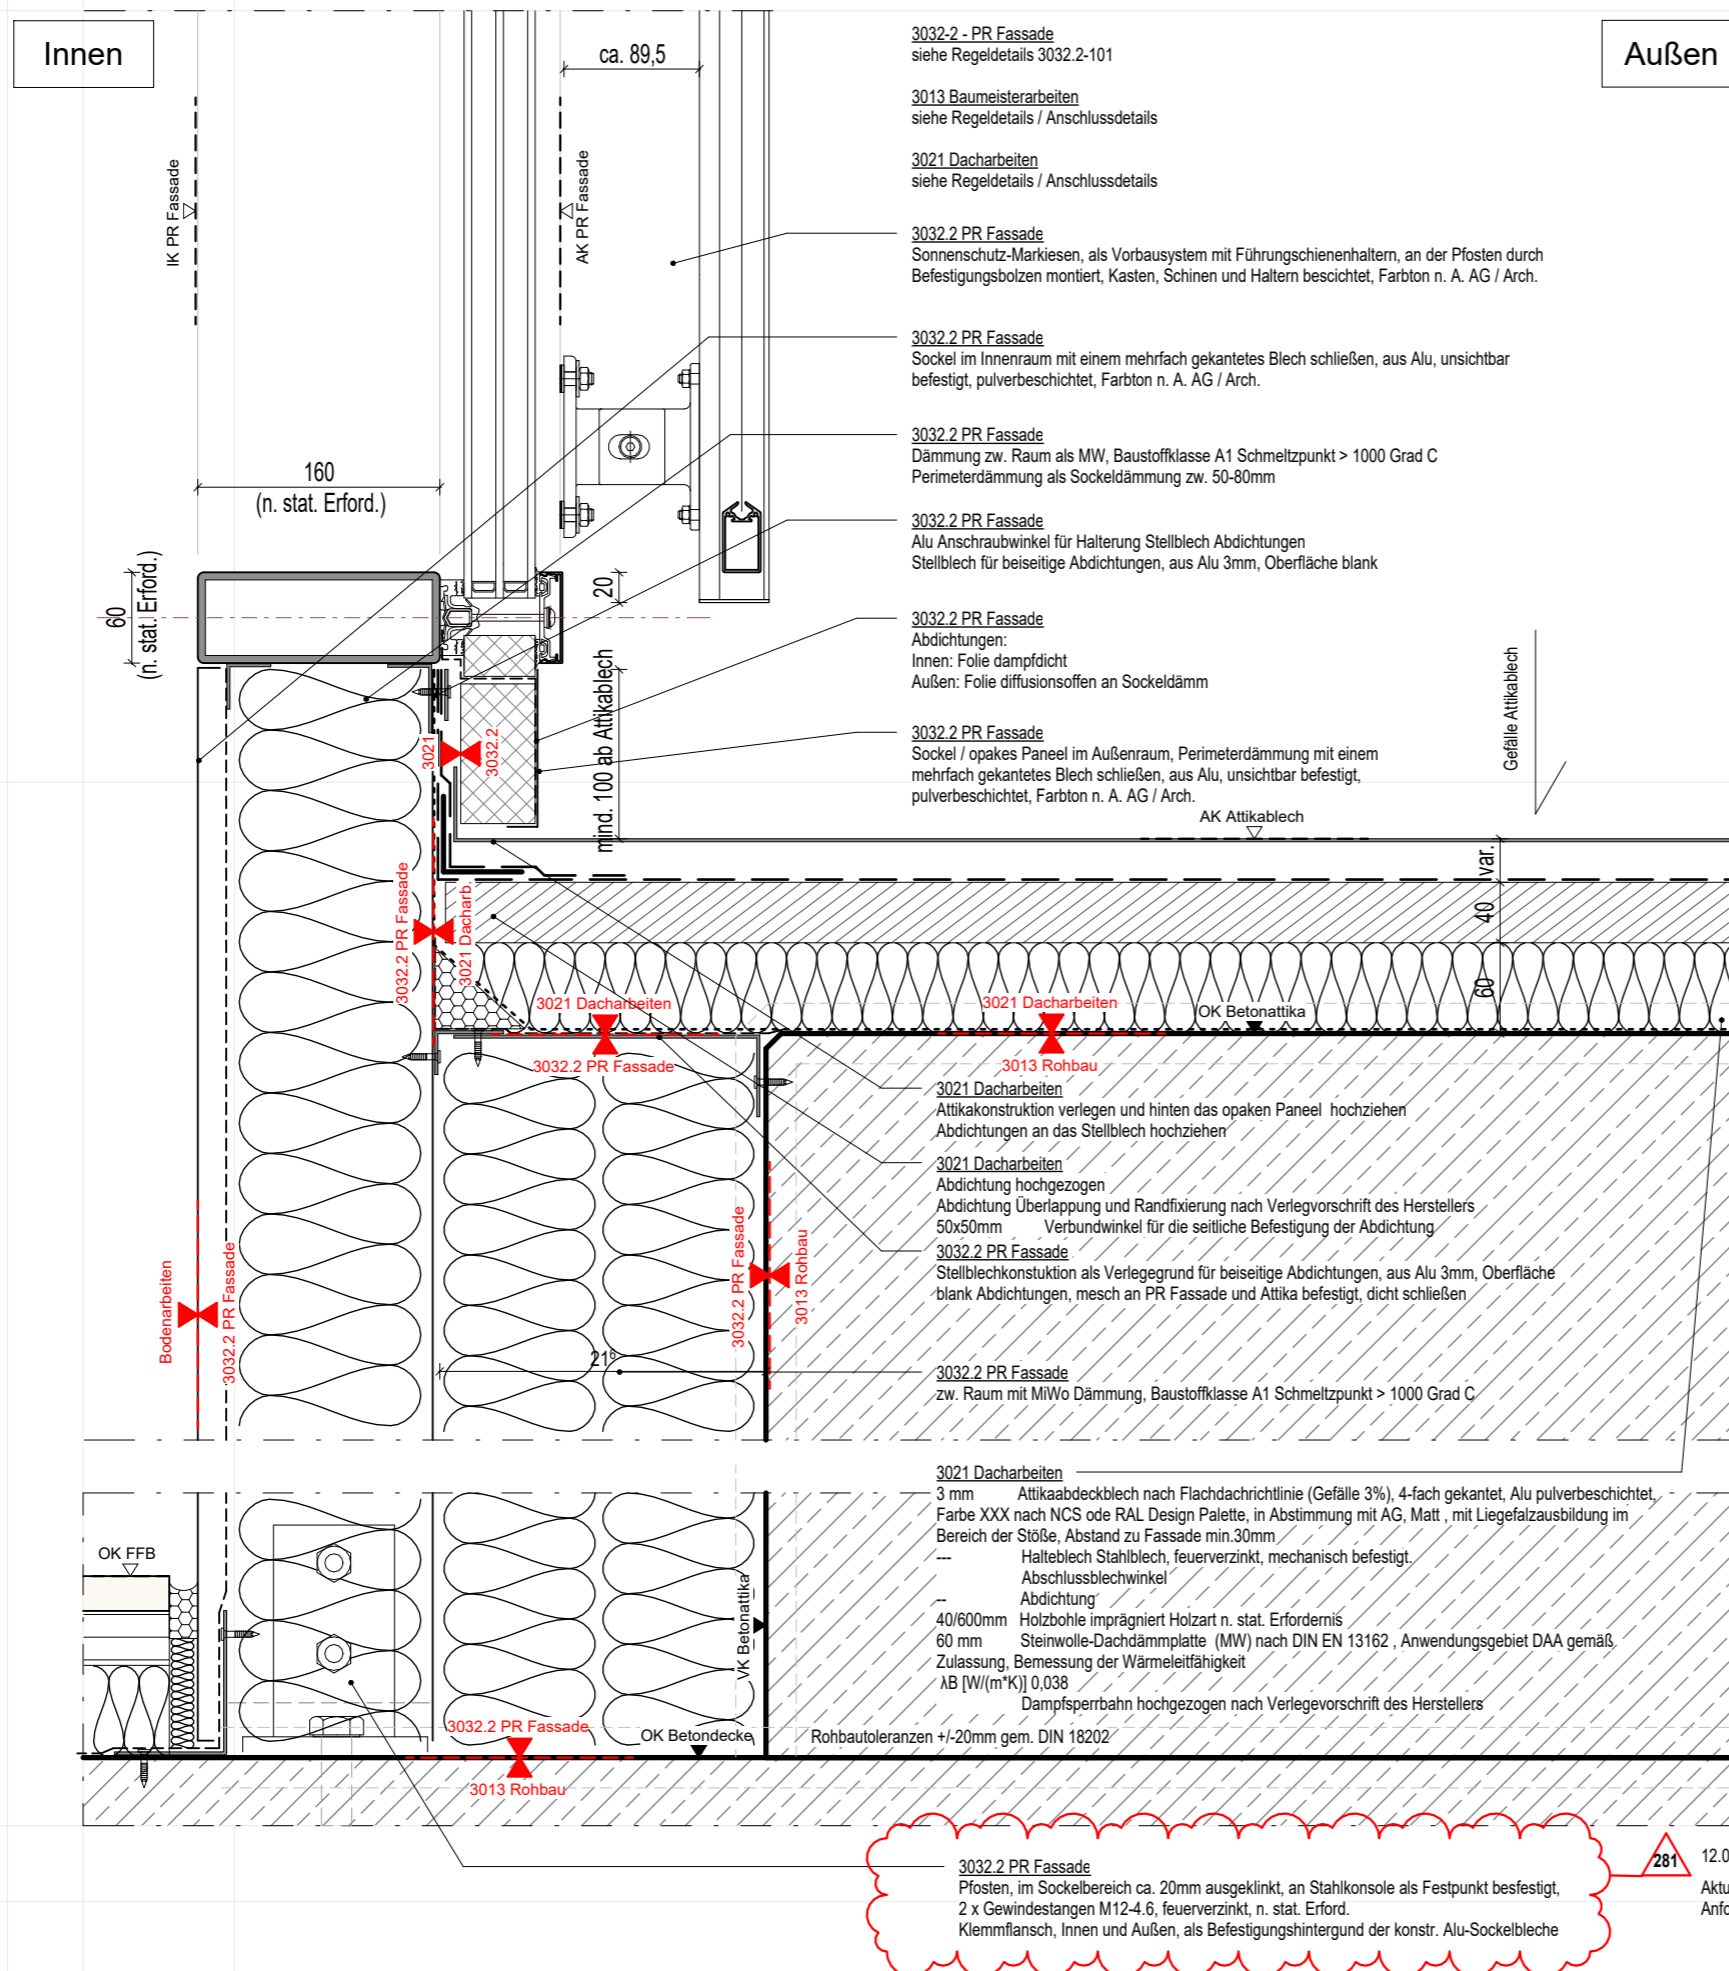 Innen
Außen
ca. 89,5
IK PR Fassade
AK PR Fassade
160
(n. stat. Erford.)
60
(n. stat. Erford.)
20
mind. 100 ab Attikablech
3032-2 - PR Fassade
siehe Regeldetails 3032.2-101
3013 Baumeisterarbeiten
siehe Regeldetails / Anschlussdetails
3021 Dacharbeiten
siehe Regeldetails / Anschlussdetails
3032.2 PR Fassade
Sonnenschutz-Markiesen, als Vorbausystem mit Führungschienenhaltern, an der Pfosten durch
Befestigungsbolzen montiert, Kasten, Schinen und Haltern bescichtet, Farbton n. A. AG / Arch.
3032.2 PR Fassade
Sockel im Innenraum mit einem mehrfach gekantetes Blech schließen, aus Alu, unsichtbar
befestigt, pulverbeschichtet, Farbton n. A. AG / Arch.
3032.2 PR Fassade
Dämmung zw. Raum als MW, Baustoffklasse A1 Schmeltzpunkt > 1000 Grad C
Perimeterdämmung als Sockeldämmung zw. 50-80mm
3032.2 PR Fassade
Alu Anschraubwinkel für Halterung Stellblech Abdichtungen
Stellblech für beiseitige Abdichtungen, aus Alu 3mm, Oberfläche blank
3032.2 PR Fassade
Abdichtungen:
Innen: Folie dampfdicht
Außen: Folie diffusionsoffen an Sockeldämm
3032.2 PR Fassade
Sockel / opakes Paneel im Außenraum, Perimeterdämmung mit einem
mehrfach gekantetes Blech schließen, aus Alu, unsichtbar befestigt,
pulverbeschichtet, Farbton n. A. AG / Arch.
Gefälle Attikablech
AK Attikablech
var.
40
60
3021
3032.2
3032.2 PR Fassade
3021 Dacharb.
3021 Dacharbeiten
3032.2 PR Fassade
3021 Dacharbeiten
3013 Rohbau
OK Betonattika
3021 Dacharbeiten
Attikakonstruktion verlegen und hinten das opaken Paneel hochziehen
Abdichtungen an das Stellblech hochziehen
3021 Dacharbeiten
Abdichtung hochgezogen
Abdichtung Überlappung und Randfixierung nach Verlegvorschrift des Herstellers
50x50mm Verbundwinkel für die seitliche Befestigung der Abdichtung
3032.2 PR Fassade
Stellblechkonstuktion als Verlegegrund für beiseitige Abdichtungen, aus Alu 3mm, Oberfläche
blank Abdichtungen, mesch an PR Fassade und Attika befestigt, dicht schließen
Bodenarbeiten
3032.2 PR Fassade
3032.2 PR Fassade
3013 Rohbau
21⁶
3032.2 PR Fassade
zw. Raum mit MiWo Dämmung, Baustoffklasse A1 Schmeltzpunkt > 1000 Grad C
3021 Dacharbeiten
3 mm Attikaabdeckblech nach Flachdachrichtlinie (Gefälle 3%), 4-fach gekantet, Alu pulverbeschichtet,
Farbe XXX nach NCS ode RAL Design Palette, in Abstimmung mit AG, Matt , mit Liegefalzausbildung im
Bereich der Stöße, Abstand zu Fassade min.30mm
--- Halteblech Stahlblech, feuerverzinkt, mechanisch befestigt.
Abschlussblechwinkel
-- Abdichtung
40/600mm Holzbohle imprägniert Holzart n. stat. Erfordernis
60 mm Steinwolle-Dachdämmplatte (MW) nach DIN EN 13162 , Anwendungsgebiet DAA gemäß
Zulassung, Bemessung der Wärmeleitfähigkeit
λB [W/(m*K)] 0,038
Dampfsperrbahn hochgezogen nach Verlegevorschrift des Herstellers
OK FFB
VK Betonattika
3032.2 PR Fassade
OK Betondecke
Rohbautoleranzen +/-20mm gem. DIN 18202
3013 Rohbau
3032.2 PR Fassade
Pfosten, im Sockelbereich ca. 20mm ausgeklinkt, an Stahlkonsole als Festpunkt besfestigt,
2 x Gewindestangen M12-4.6, feuerverzinkt, n. stat. Erford.
Klemmflansch, Innen und Außen, als Befestigungshintergund der konstr. Alu-Sockelbleche
281
12.0
Aktu
Anfo